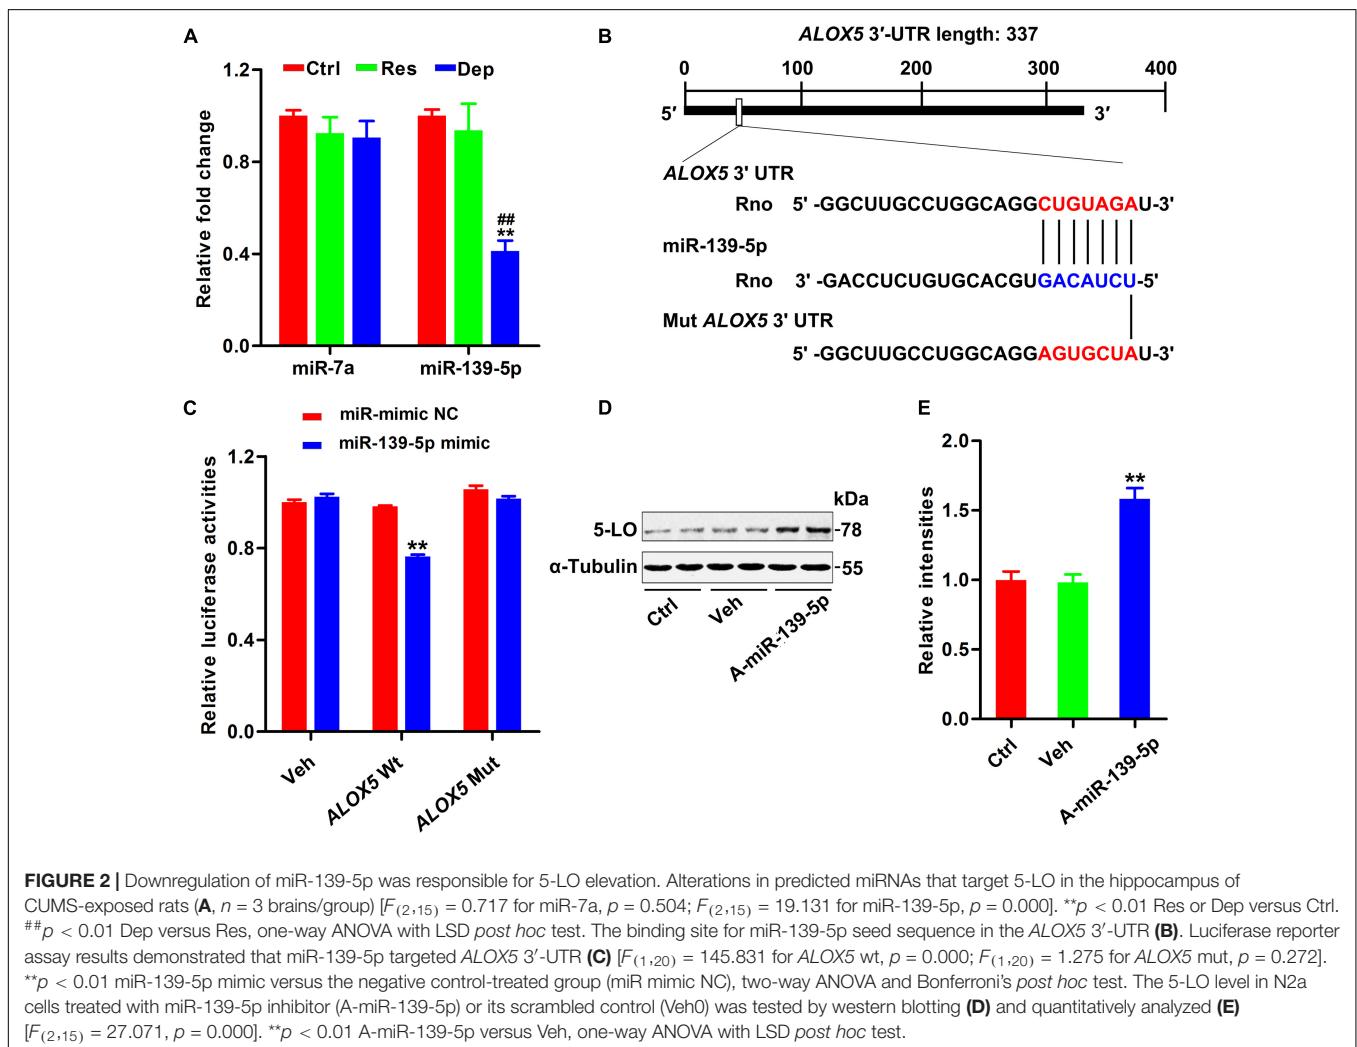 A
Ctrl Res Dep
1.2
0.8
0.4
0.0
Relative fold change
##
**
miR-7a miR-139-5p
B
ALOX5 3′-UTR length: 337
0 100 200 300 400
5′ 3′
ALOX5 3' UTR
Rno 5' -GGCUUGCCUGGCAGGCUGUAGAU-3'
miR-139-5p
Rno 3' -GACCUCUGUGCACGUGACAUCU-5'
Mut ALOX5 3' UTR
5' -GGCUUGCCUGGCAGGAGUGCUAU-3'
C
miR-mimic NC
miR-139-5p mimic
1.2
0.8
0.4
0.0
Relative luciferase activities
**
Veh ALOX5 Wt ALOX5 Mut
D
kDa
5-LO -78
α-Tubulin -55
Ctrl Veh A-miR-139-5p
E
2.0
1.5
1.0
0.5
0.0
Relative intensities
**
Ctrl Veh A-miR-139-5p
FIGURE 2 | Downregulation of miR-139-5p was responsible for 5-LO elevation. Alterations in predicted miRNAs that target 5-LO in the hippocampus of
CUMS-exposed rats (A, n = 3 brains/group) [F(2,15) = 0.717 for miR-7a, p = 0.504; F(2,15) = 19.131 for miR-139-5p, p = 0.000]. **p < 0.01 Res or Dep versus Ctrl.
##p < 0.01 Dep versus Res, one-way ANOVA with LSD post hoc test. The binding site for miR-139-5p seed sequence in the ALOX5 3′-UTR (B). Luciferase reporter
assay results demonstrated that miR-139-5p targeted ALOX5 3′-UTR (C) [F(1,20) = 145.831 for ALOX5 wt, p = 0.000; F(1,20) = 1.275 for ALOX5 mut, p = 0.272].
**p < 0.01 miR-139-5p mimic versus the negative control-treated group (miR mimic NC), two-way ANOVA and Bonferroni's post hoc test. The 5-LO level in N2a
cells treated with miR-139-5p inhibitor (A-miR-139-5p) or its scrambled control (Veh0) was tested by western blotting (D) and quantitatively analyzed (E)
[F(2,15) = 27.071, p = 0.000]. **p < 0.01 A-miR-139-5p versus Veh, one-way ANOVA with LSD post hoc test.